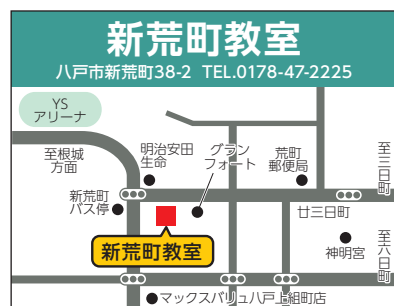 新荒町教室
八戸市新荒町38-2 TEL.0178-47-2225
YS
アリーナ
至根城
方面
明治安田
生命
グラン
フォート
荒町
郵便局
至三日町
新荒町
バス停
廿三日町
新荒町教室
神明宮
至六日町
マックスバリュ八戸上組町店